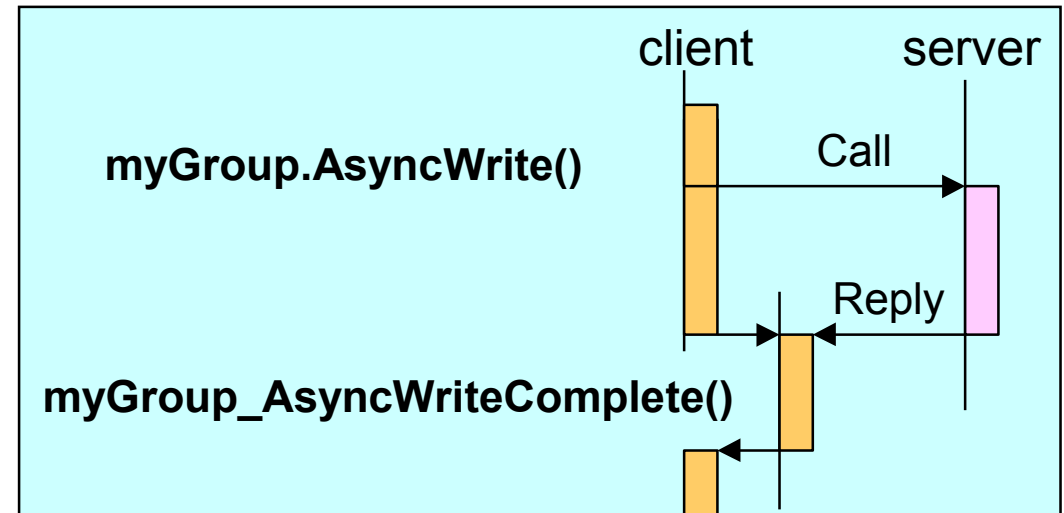 client server
myGroup.AsyncWrite() Call
Reply
myGroup_AsyncWriteComplete()